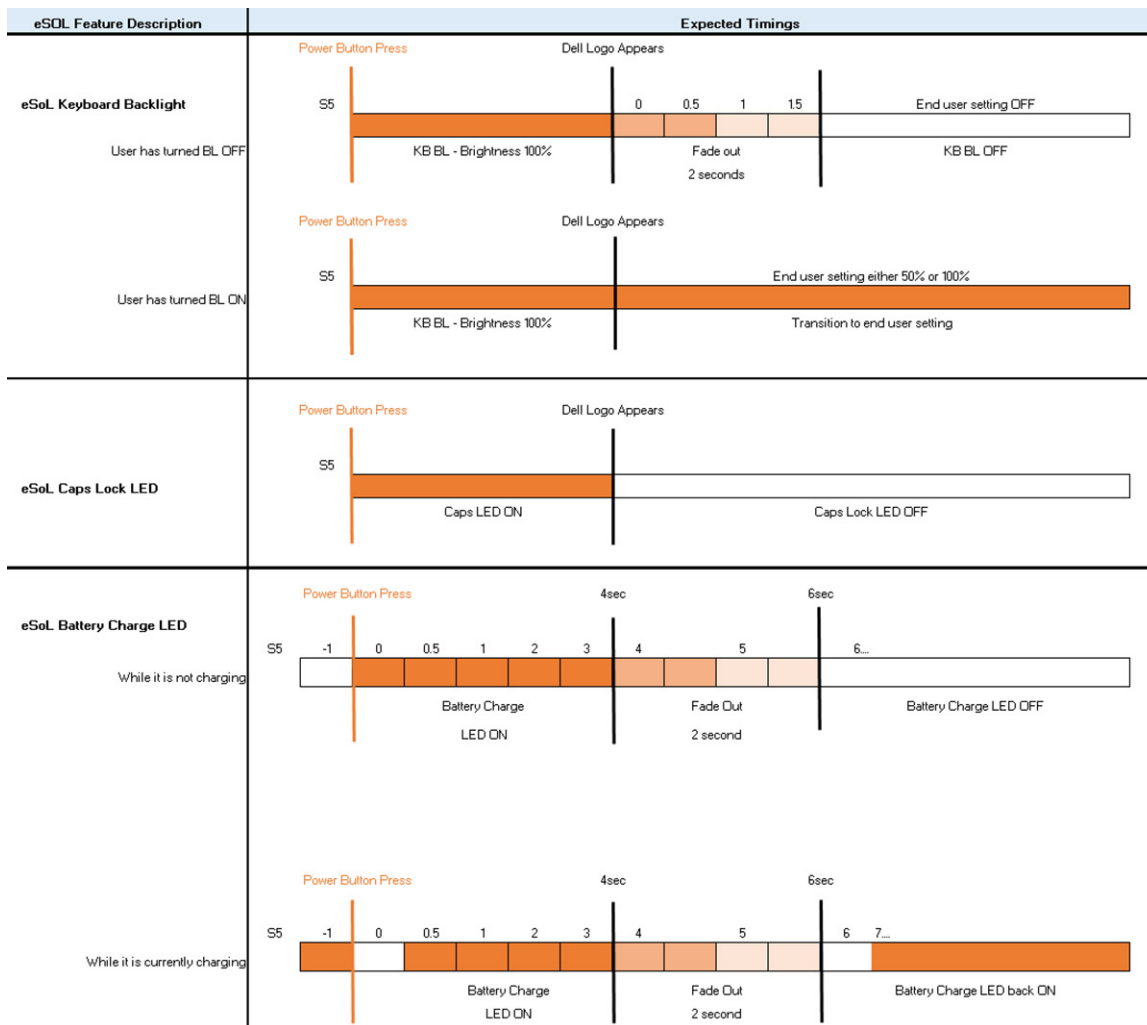 eSOL Feature Description
Expected Timings
Power Button Press
Dell Logo Appears
eSoL Keyboard Backlight
S5
0 0.5 1 1.5
End user setting OFF
User has turned BL OFF
KB BL - Brightness 100%
Fade out
KB BL OFF
2 seconds
Power Button Press
Dell Logo Appears
S5
End user setting either 50% or 100%
User has turned BL ON
KB BL - Brightness 100%
Transition to end user setting
Power Button Press
Dell Logo Appears
S5
eSoL Caps Lock LED
Caps LED ON
Caps Lock LED OFF
Power Button Press
4sec
6sec
eSoL Battery Charge LED
S5
-1 0 0.5 1 2 3 4 5 6....
While it is not charging
Battery Charge
Fade Out
Battery Charge LED OFF
LED ON
2 second
Power Button Press
4sec
6sec
S5
-1 0 0.5 1 2 3 4 5 6 7....
While it is currently charging
Battery Charge
Fade Out
Battery Charge LED back ON
LED ON
2 second